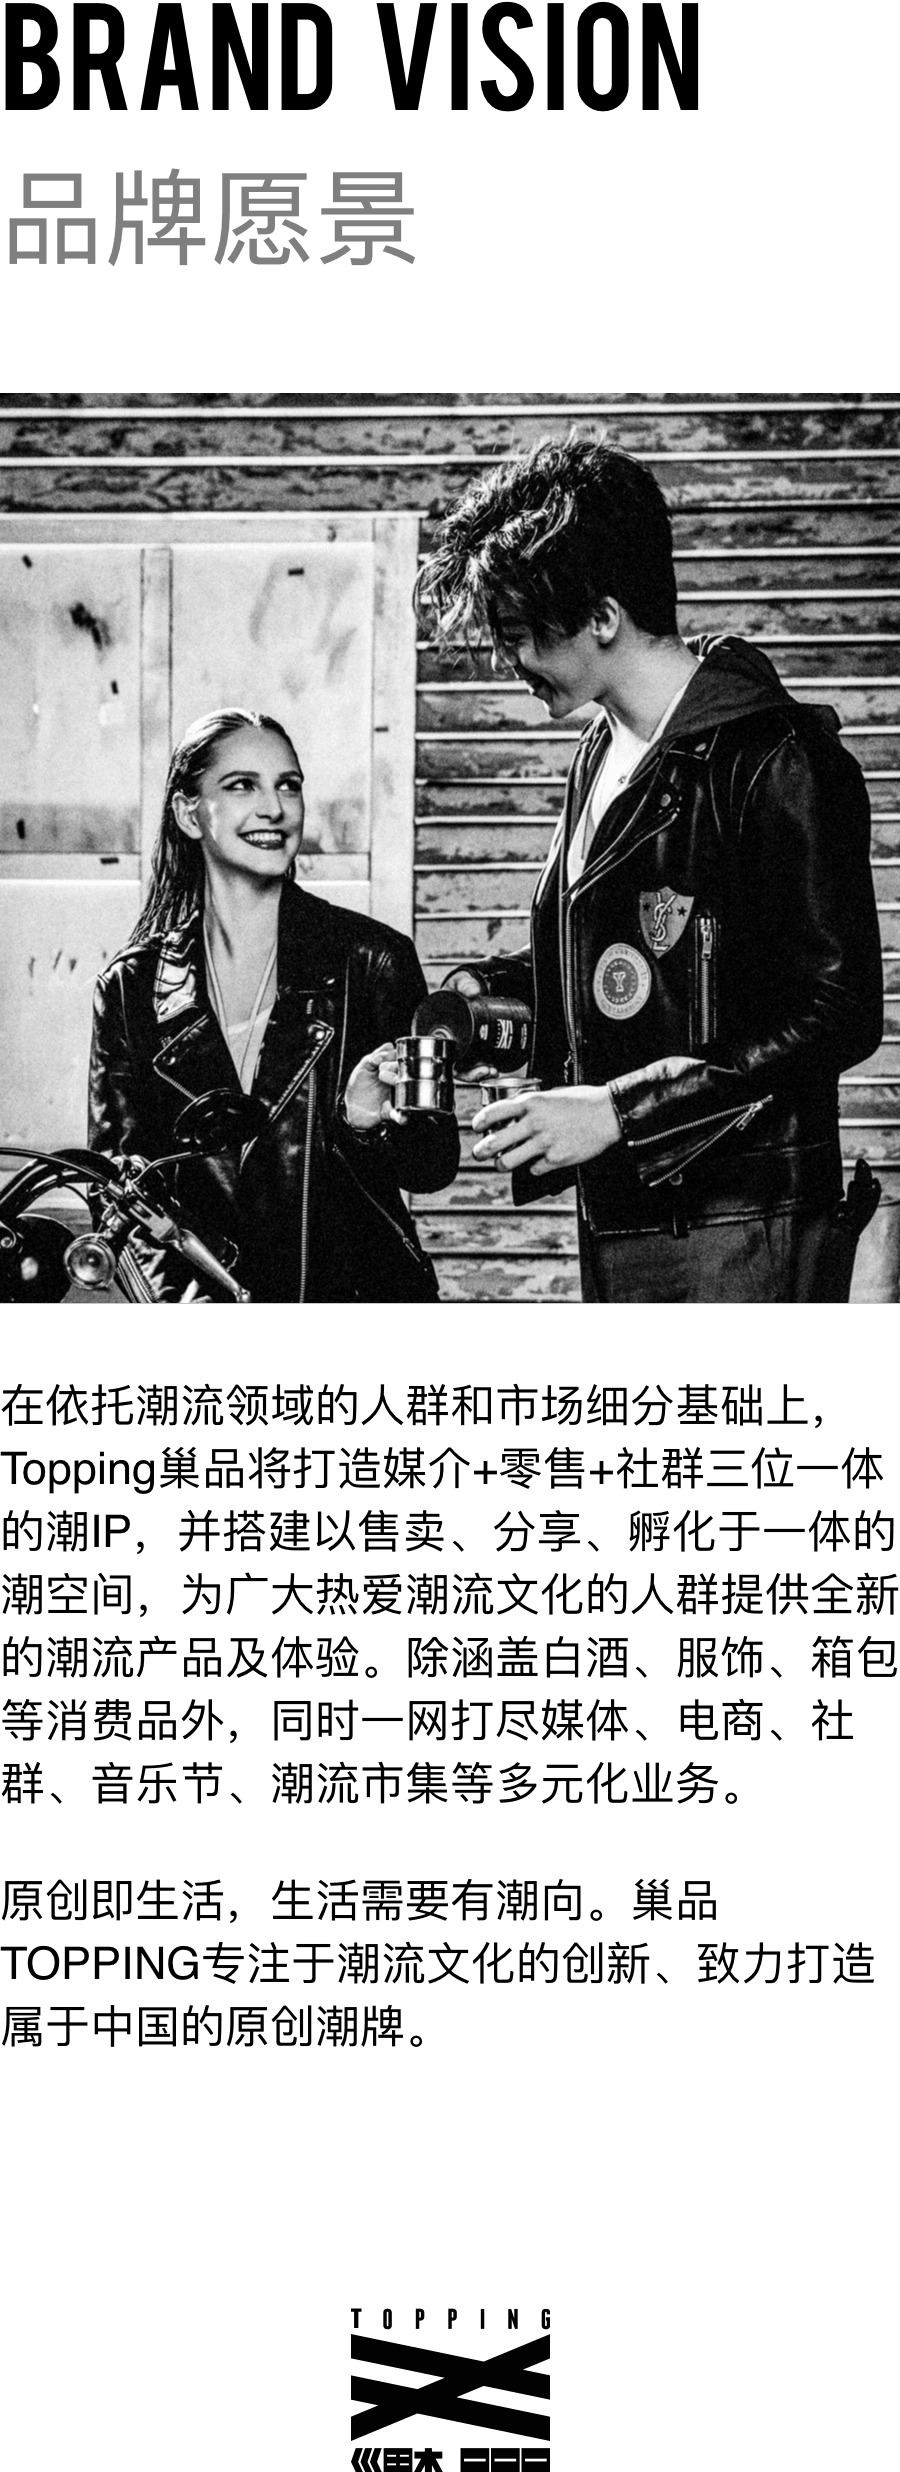 BRAND VISION
品牌愿景
在依托潮流领域的人群和市场细分基础上，
Topping巢品将打造媒介+零售+社群三位一体
的潮IP，并搭建以售卖、分享、孵化于一体的
潮空间，为广大热爱潮流文化的人群提供全新
的潮流产品及体验。除涵盖白酒、服饰、箱包
等消费品外，同时一网打尽媒体、电商、社
群、音乐节、潮流市集等多元化业务。
原创即生活，生活需要有潮向。巢品
TOPPING专注于潮流文化的创新、致力打造
属于中国的原创潮牌。
TOPPING